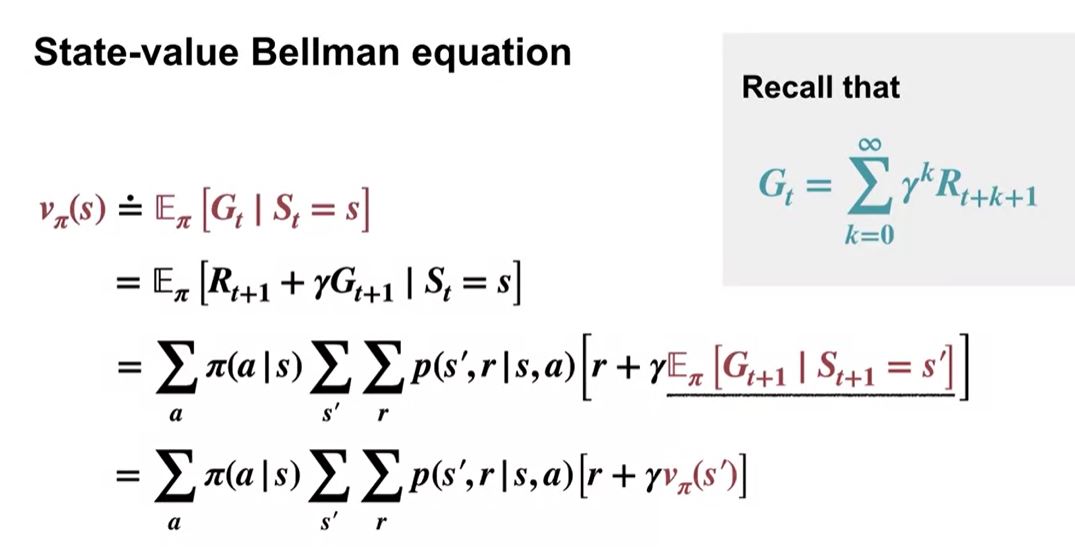 State-value Bellman equation
Recall that
G_t = ∑_{k=0}^{∞} γ^k R_{t+k+1}
v_π(s) ≐ 𝔼_π [G_t | S_t = s]
= 𝔼_π [R_{t+1} + γG_{t+1} | S_t = s]
= ∑_a π(a|s) ∑_{s′} ∑_r p(s′, r|s, a) [r + γ𝔼_π [G_{t+1} | S_{t+1} = s′]]
= ∑_a π(a|s) ∑_{s′} ∑_r p(s′, r|s, a) [r + γv_π(s′)]